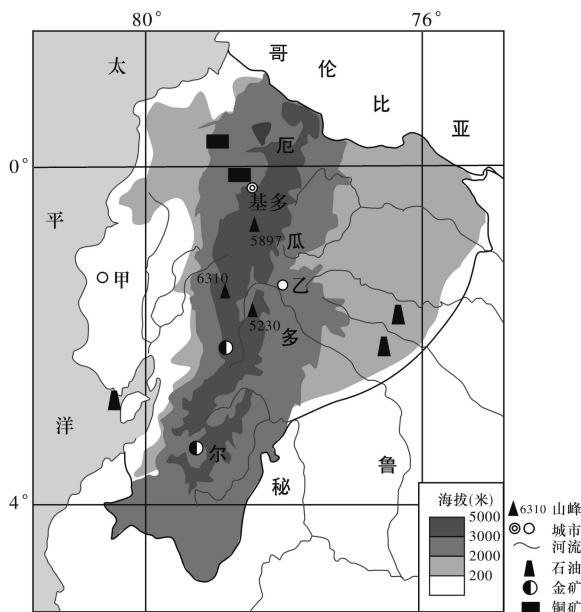 80°
76°
太
哥
伦
比
亚
厄
0°
基多
平
5897
瓜
甲
6310
乙
5230
多
洋
尔
秘
鲁
4°
海拔(米)
5000
3000
2000
200
6310 山峰
城市
河流
石油
金矿
铜矿